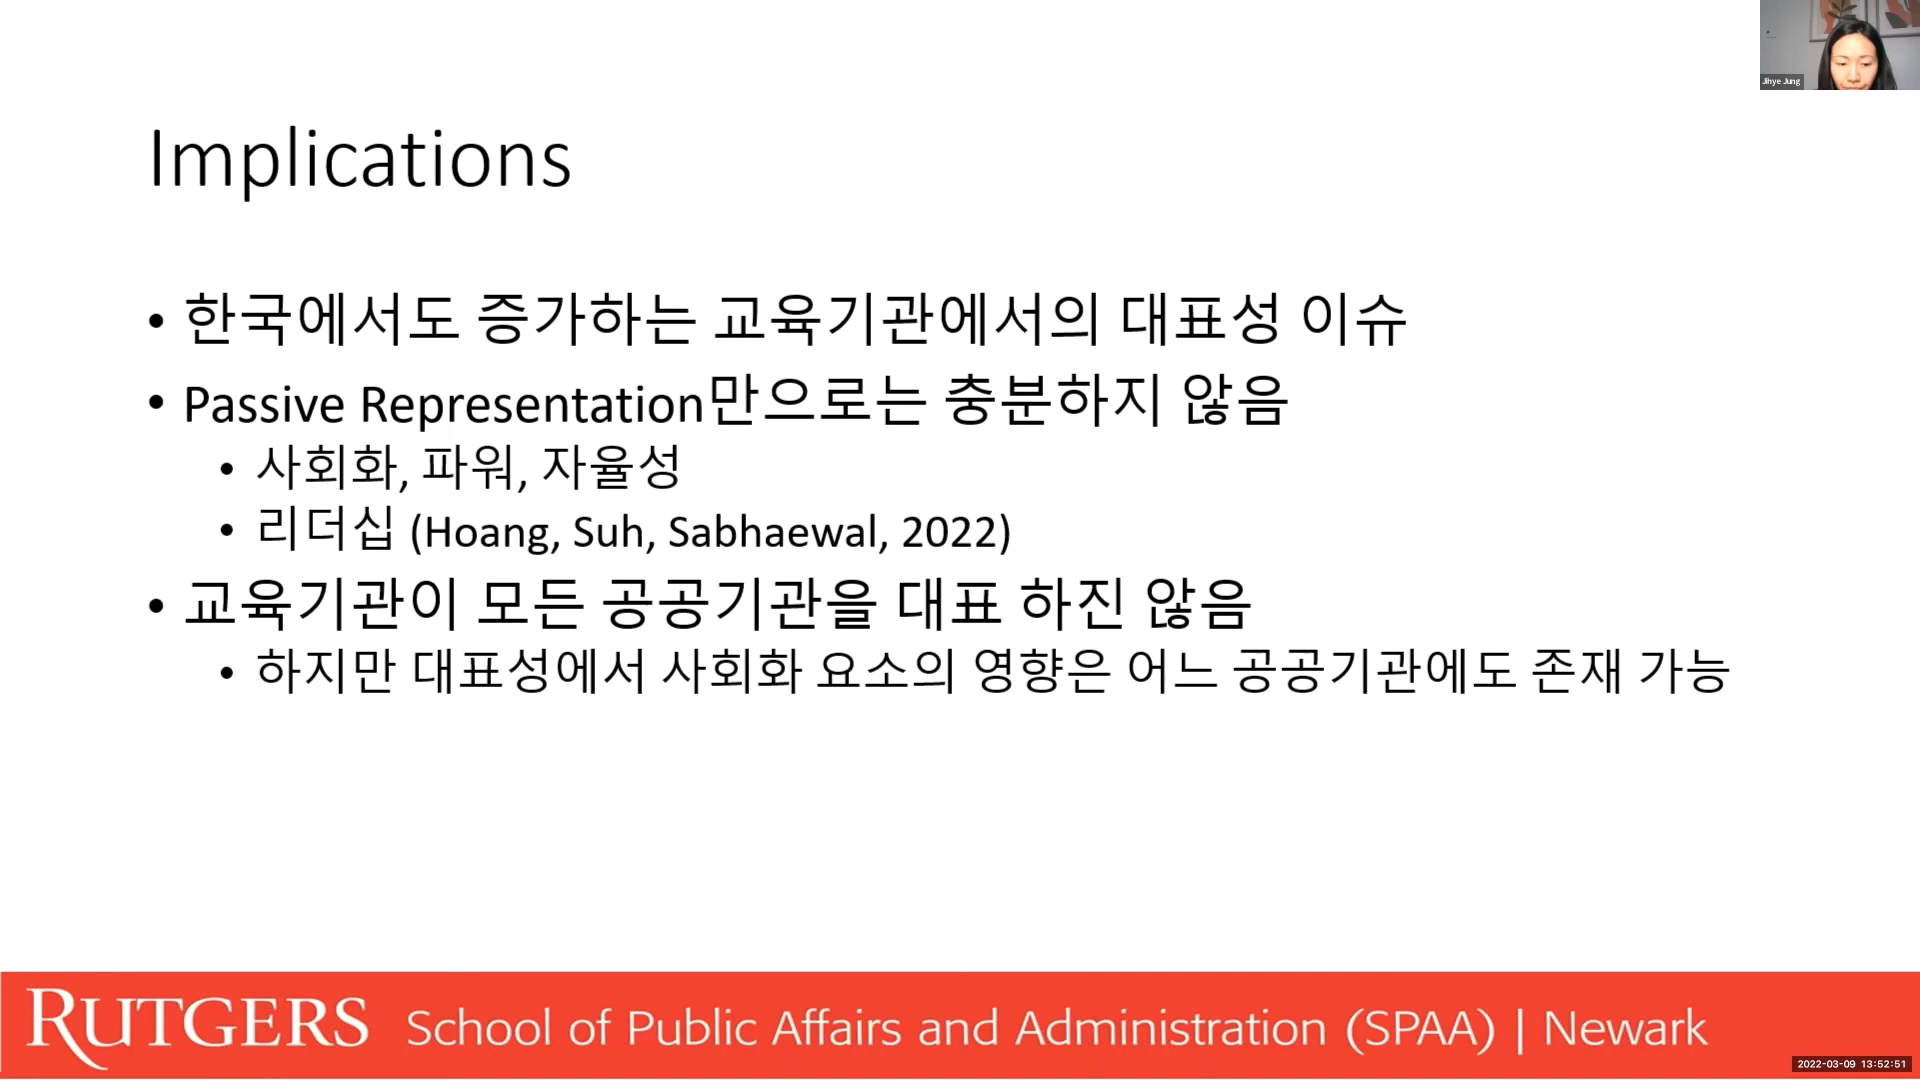 Jihye Jung
Implications
• 한국에서도 증가하는 교육기관에서의 대표성 이슈
• Passive Representation만으로는 충분하지 않음
• 사회화, 파워, 자율성
• 리더십 (Hoang, Suh, Sabhaewal, 2022)
• 교육기관이 모든 공공기관을 대표 하진 않음
• 하지만 대표성에서 사회화 요소의 영향은 어느 공공기관에도 존재 가능
RUTGERS School of Public Affairs and Administration (SPAA) | Newark
2022-03-09 13:52:51